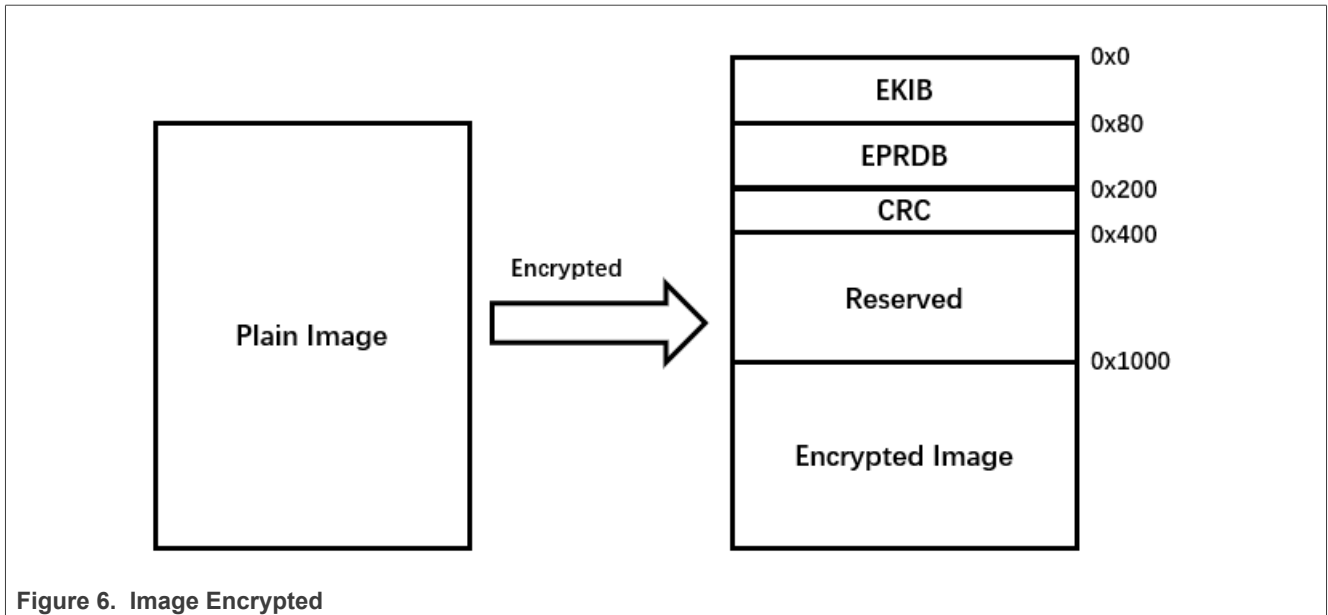 0x0
EKIB
0x80
EPRDB
0x200
CRC
0x400
Encrypted
Reserved
Plain Image
0x1000
Encrypted Image
Figure 6. Image Encrypted